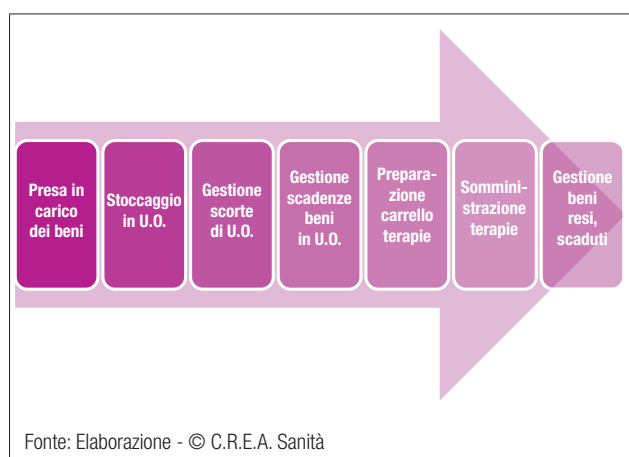 Presa in
carico
dei beni
Stoccaggio
in U.O.
Gestione
scorte
di U.O.
Gestione
scadenze
beni
in U.O.
Prepara-
zione
carrello
terapie
Sommini-
strazione
terapie
Gestione
beni
resi,
scaduti
Fonte: Elaborazione - © C.R.E.A. Sanità